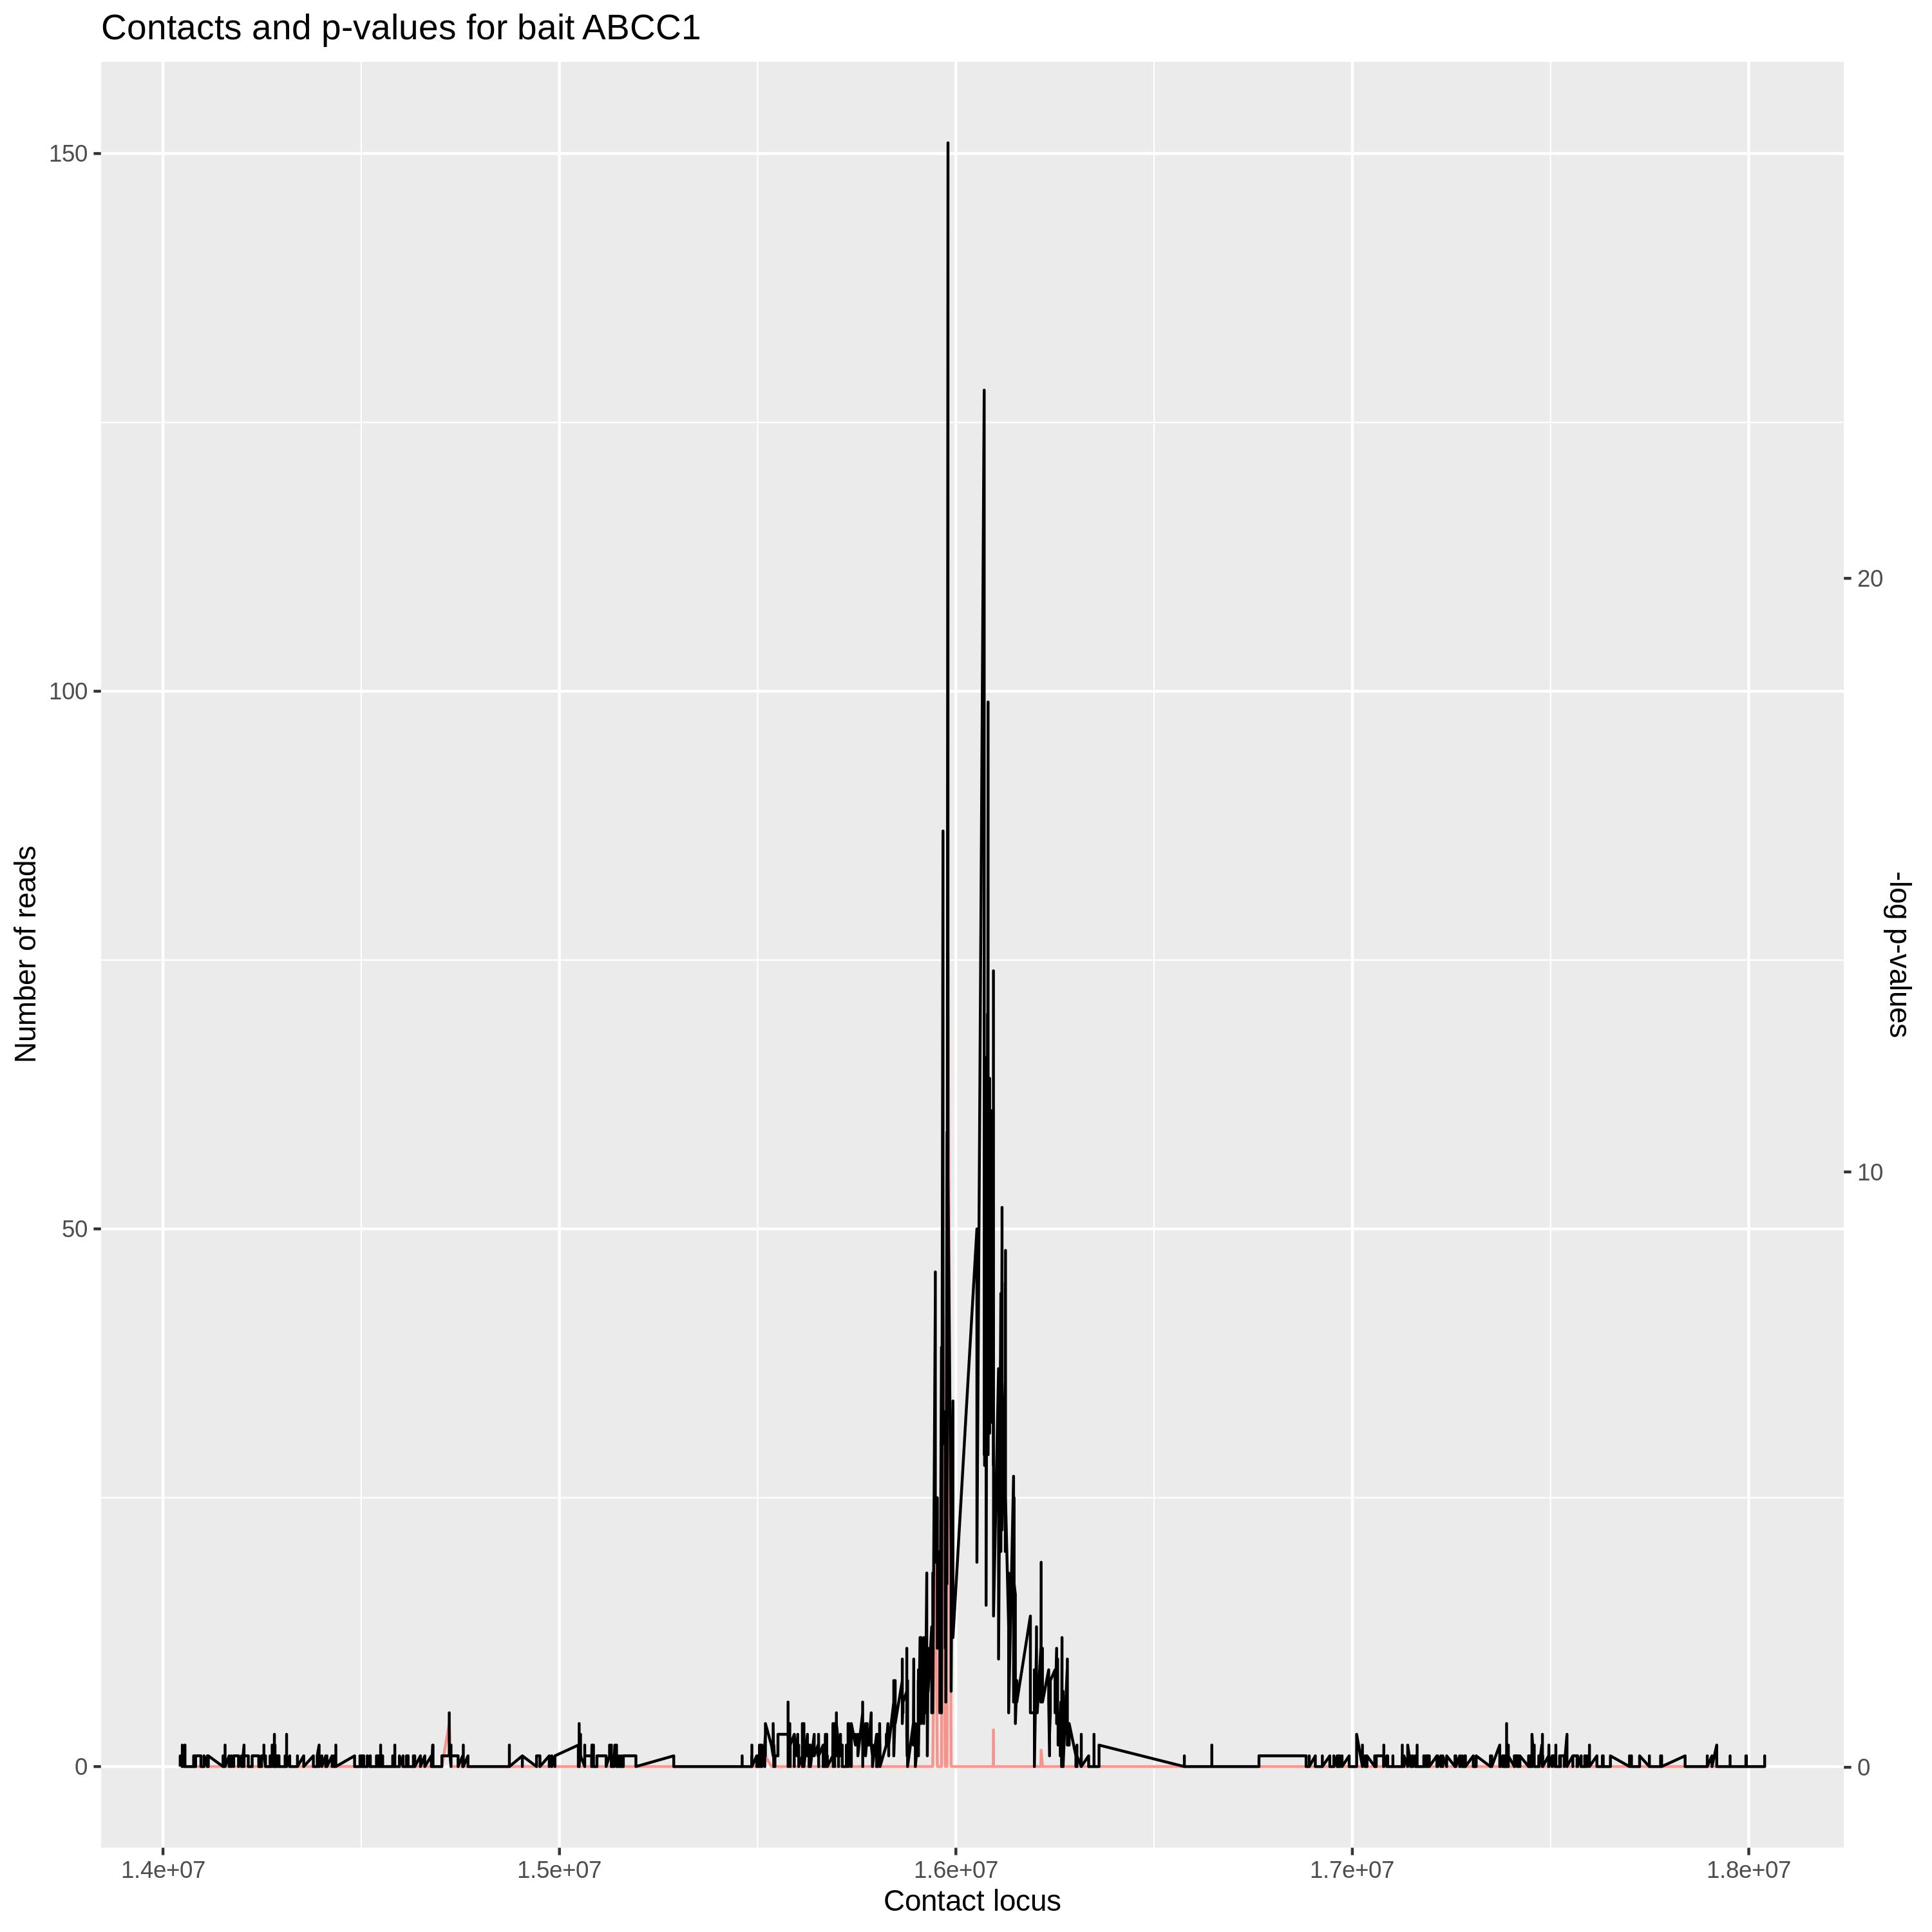 Contacts and p-values for bait ABCC1
150
100
50
0
Number of reads
20
10
0
-log p-values
1.4e+07
1.5e+07
1.6e+07
1.7e+07
1.8e+07
Contact locus